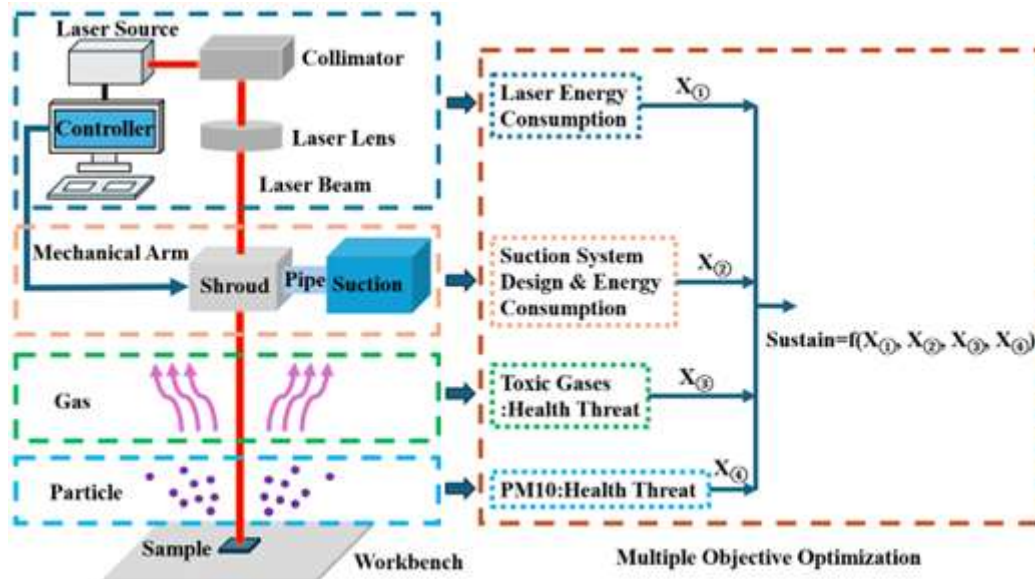 Laser Source
Collimator
Controller
Laser Lens
Laser Beam
Mechanical Arm
Shroud
Pipe
Suction
Gas
Particle
Sample
Workbench
Laser Energy
Consumption
X①
Suction System
Design & Energy
Consumption
X②
Toxic Gases
:Health Threat
X③
PM10:Health Threat
X④
Sustain=f(X①, X②, X③, X④)
Multiple Objective Optimization